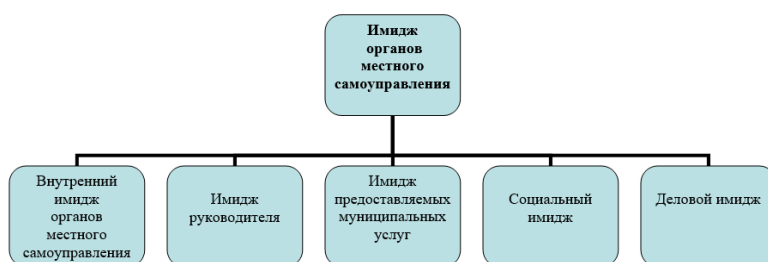 Имидж
органов
местного
самоуправления
Внутренний
имидж
органов
местного
самоуправления
Имидж
руководителя
Имидж
предоставляемых
муниципальных
услуг
Социальный
имидж
Деловой имидж